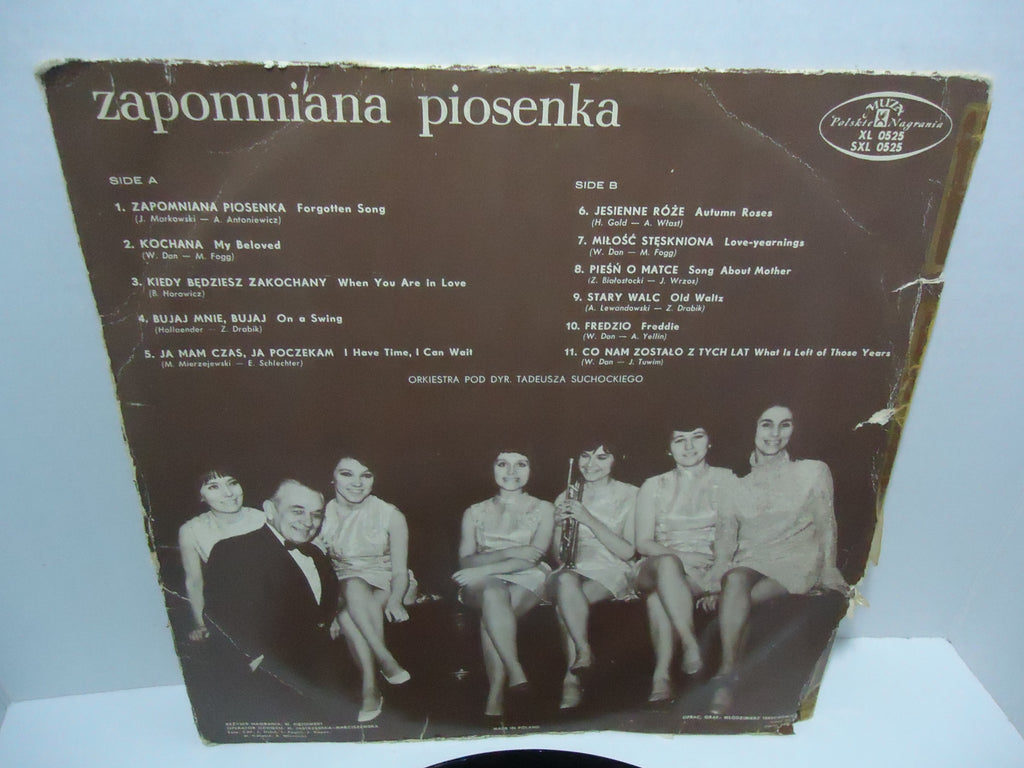 zapomniana piosenka
MUZA
Polskie Nagrania
XL 0525
SXL 0525
SIDE A
1. ZAPOMNIANA PIOSENKA Forgotten Song
(J. Markowski — A. Antoniewicz)
2. KOCHANA My Beloved
(W. Dan — M. Fogg)
3. KIEDY BĘDZIESZ ZAKOCHANY When You Are in Love
(B. Horowicz)
4. BUJAJ MNIE, BUJAJ On a Swing
(Hollaender — Z. Drabik)
5. JA MAM CZAS, JA POCZEKAM I Have Time, I Can Wait
(M. Mierzejewski — E. Schlechter)
SIDE B
6. JESIENNE RÓŻE Autumn Roses
(H. Gold — A. Włast)
7. MIŁOŚĆ STĘSKNIONA Love-yearnings
(W. Dan — M. Fogg)
8. PIEŚŃ O MATCE Song About Mother
(Z. Białostocki — J. Wrzos)
9. STARY WALC Old Waltz
(A. Lewandowski — Z. Drabik)
10. FREDZIO Freddie
(W. Dan — A. Yellin)
11. CO NAM ZOSTAŁO Z TYCH LAT What Is Left of Those Years
(W. Dan — J. Tuwim)
ORKIESTRA POD DYR. TADEUSZA SUCHOCKIEGO
MADE IN POLAND